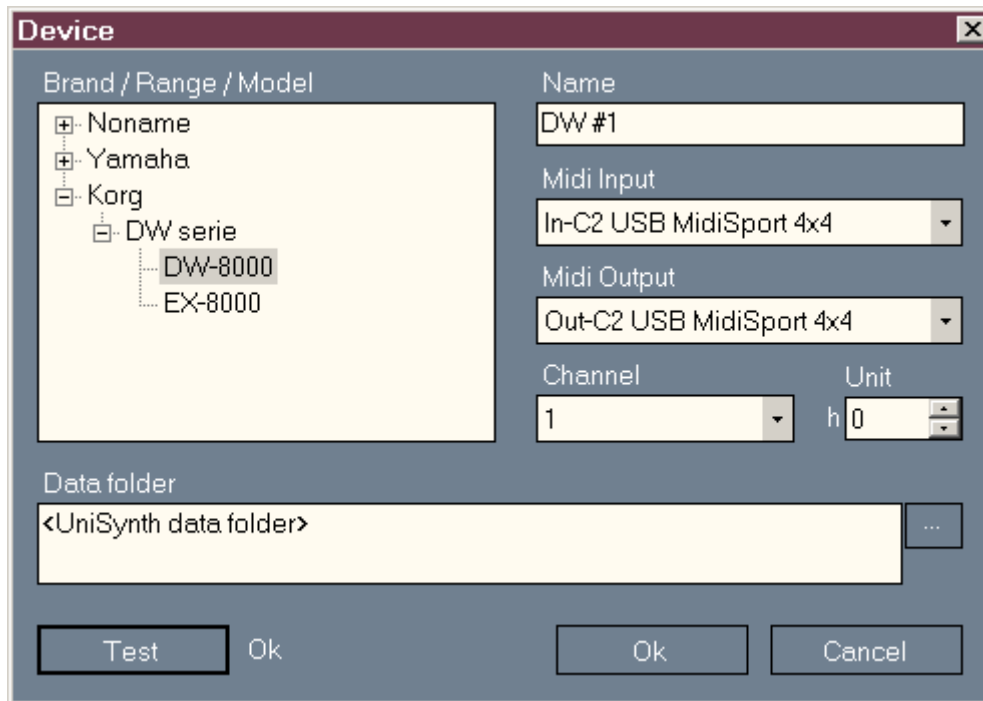 Device
Brand / Range / Model
Noname
Yamaha
Korg
DW serie
DW-8000
EX-8000
Name
DW #1
Midi Input
In-C2 USB MidiSport 4x4
Midi Output
Out-C2 USB MidiSport 4x4
Channel
Unit
1
h 0
Data folder
<UniSynth data folder>
...
Test
Ok
Ok
Cancel